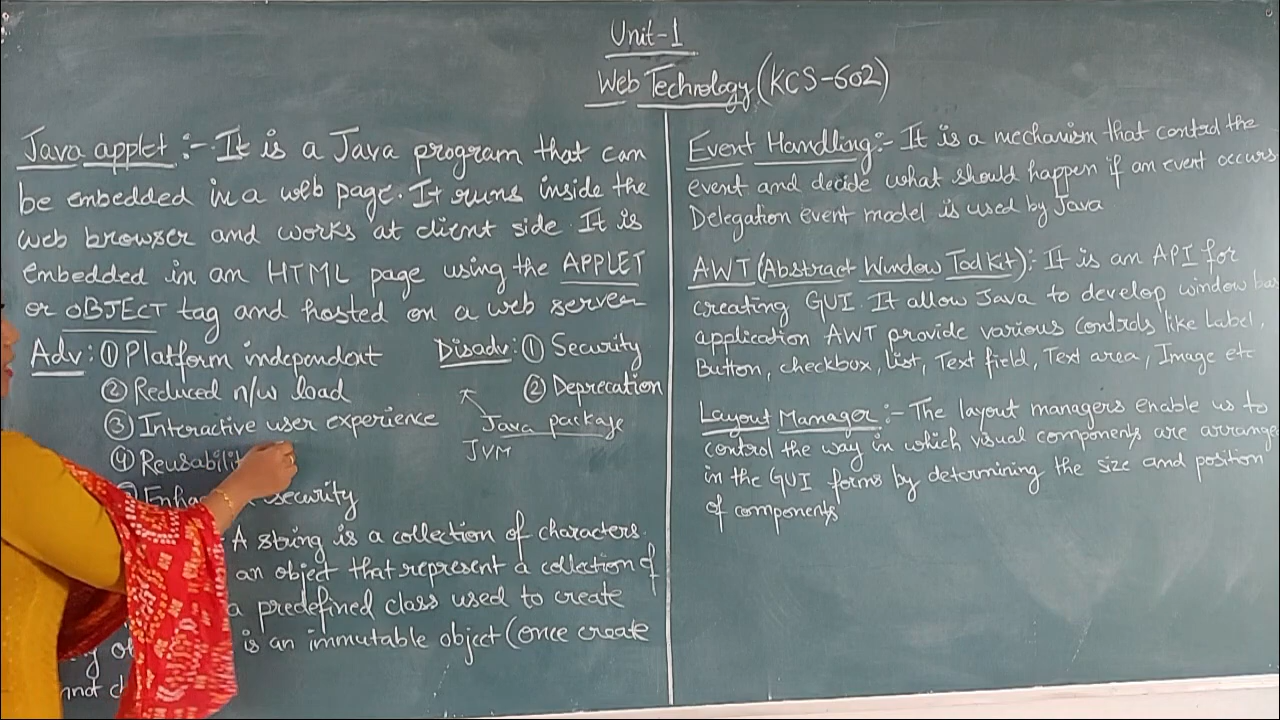 Unit-1
Web Technology (KCS-602)
Java applet :- It is a Java program that can
be embedded in a web page. It runs inside the
web browser and works at client side. It is
embedded in an HTML page using the APPLET
or OBJECT tag and hosted on a web server
Adv: ① Platform independent
② Reduced n/w load
③ Interactive user experience
④ Reusabilit
security
Disadv: ① Security
② Deprecation
Java package
JVM
A string is a collection of characters.
an object that represent a collection of
a predefined class used to create
is an immutable object (once create
Event Handling:- It is a mechanism that control the
event and decide what should happen if an event occurs
Delegation event model is used by Java
AWT (Abstract Window Tool Kit): It is an API for
creating GUI. It allow Java to develop window bas
application AWT provide various controls like Label,
Button, checkbox, list, Text field, Text area, Image etc
Layout Manager:- The layout managers enable us to
control the way in which visual components are arrange
in the GUI forms by determining the size and position
of components